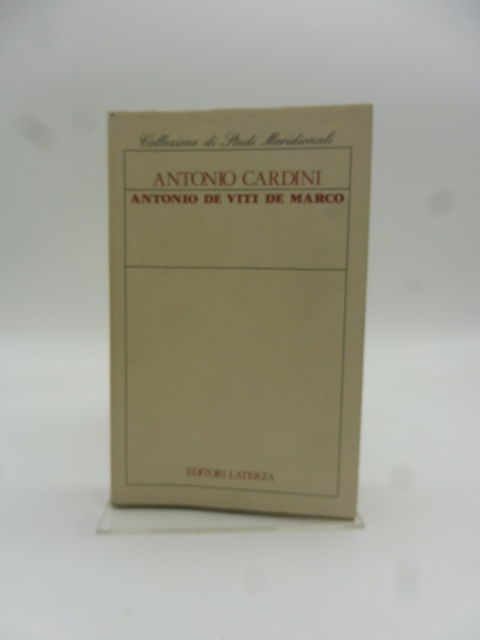 Collezione di Studi Meridionali
ANTONIO CARDINI
ANTONIO DE VITI DE MARCO
EDITORI LATERZA